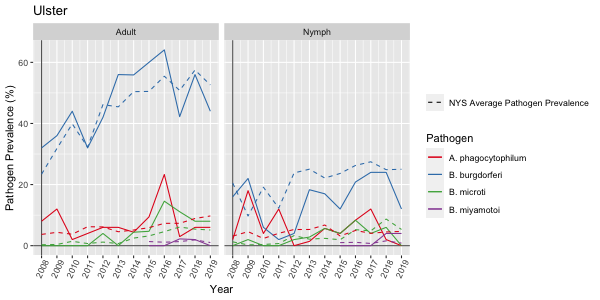 Ulster
Adult
Nymph
Pathogen Prevalence (%)
60
40
20
0
2008 2009 2010 2011 2012 2013 2014 2015 2016 2017 2018 2019
2008 2009 2010 2011 2012 2013 2014 2015 2016 2017 2018 2019
Year
NYS Average Pathogen Prevalence
Pathogen
A. phagocytophilum
B. burgdorferi
B. microti
B. miyamotoi